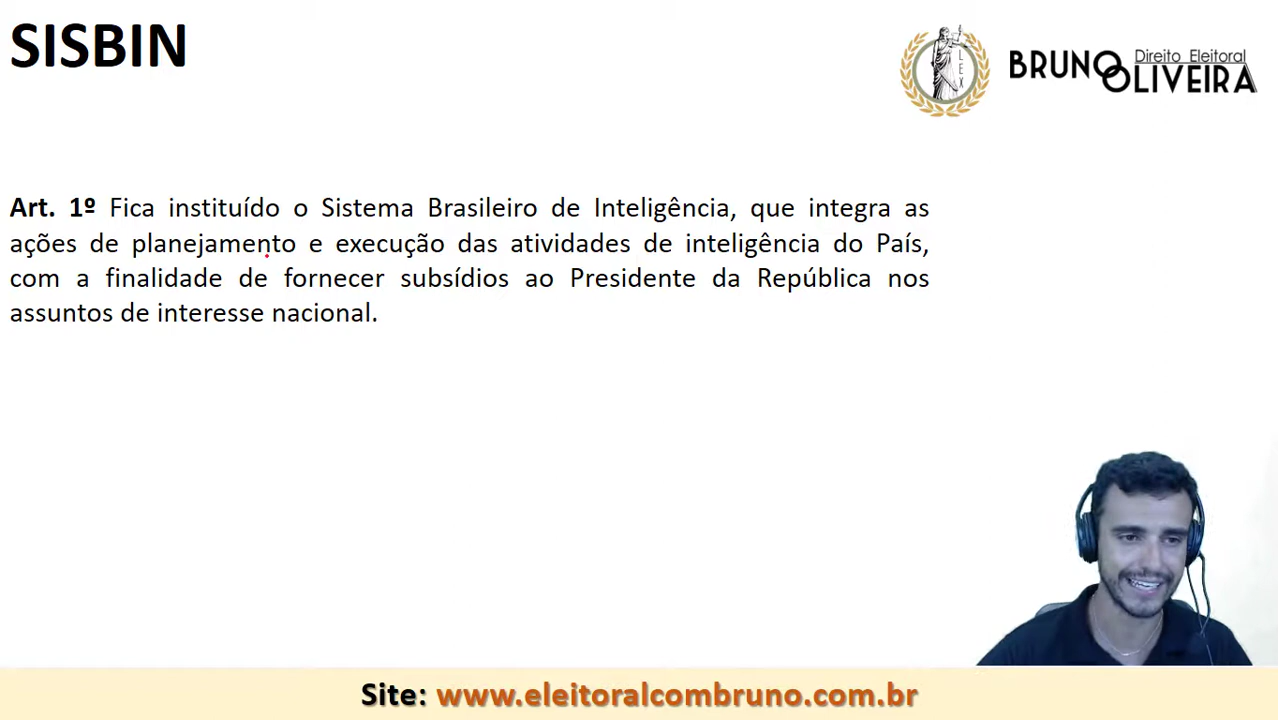 SISBIN
LEX
Direito Eleitoral
BRUNO
OLIVEIRA
Art. 1º Fica instituído o Sistema Brasileiro de Inteligência, que integra as
ações de planejamento e execução das atividades de inteligência do País,
com a finalidade de fornecer subsídios ao Presidente da República nos
assuntos de interesse nacional.
Site: www.eleitoralcombruno.com.br